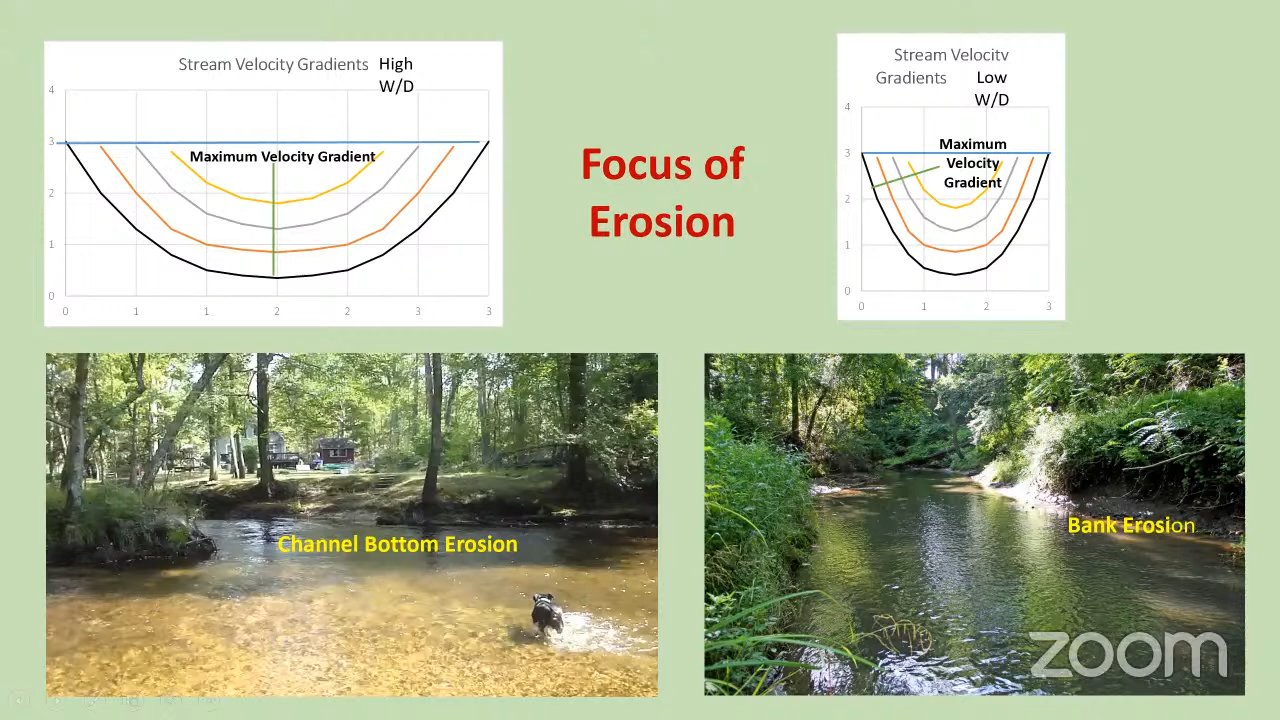 Stream Velocity Gradients High
W/D
4
3
2
1
0
Maximum Velocity Gradient
0 1 1 2 2 3 3
Focus of
Erosion
Stream Velocity
Gradients Low
W/D
4
3
2
1
0
Maximum
Velocity
Gradient
0 1 2 3
Channel Bottom Erosion
Bank Erosion
zoom